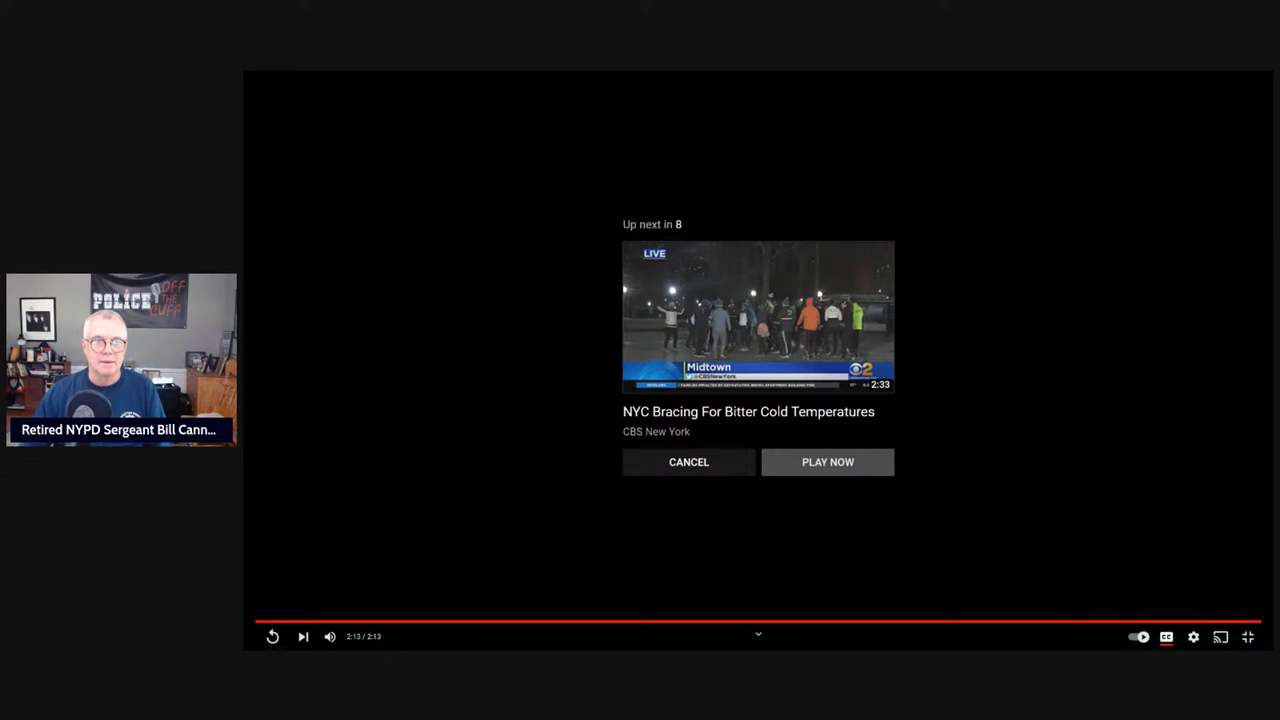 POLICE
OFF
THE
CUFF
Retired NYPD Sergeant Bill Cann...
Up next in 8
LIVE
Midtown
@CBSNewYork
2
2:33
NYC Bracing For Bitter Cold Temperatures
CBS New York
CANCEL
PLAY NOW
2:13 / 2:13
CC